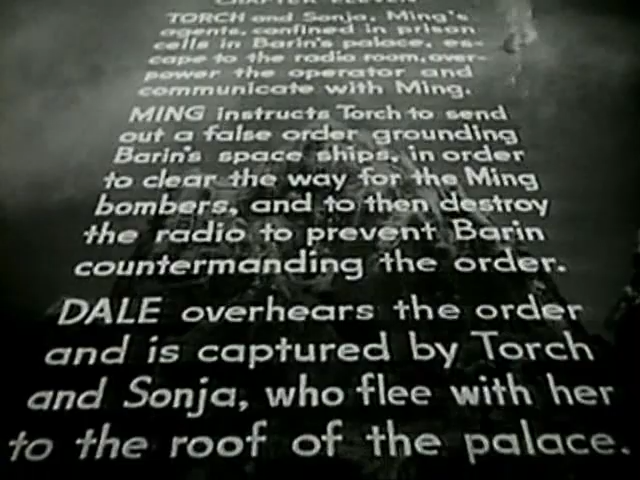 CHAPTER ELEVEN
TORCH and Sonja, Ming's
agents, confined in prison
cells in Barin's palace, es-
cape to the radio room, over-
power the operator and
communicate with Ming.
MING instructs Torch to send
out a false order grounding
Barin's space ships, in order
to clear the way for the Ming
bombers, and to then destroy
the radio to prevent Barin
countermanding the order.
DALE overhears the order
and is captured by Torch
and Sonja, who flee with her
to the roof of the palace.